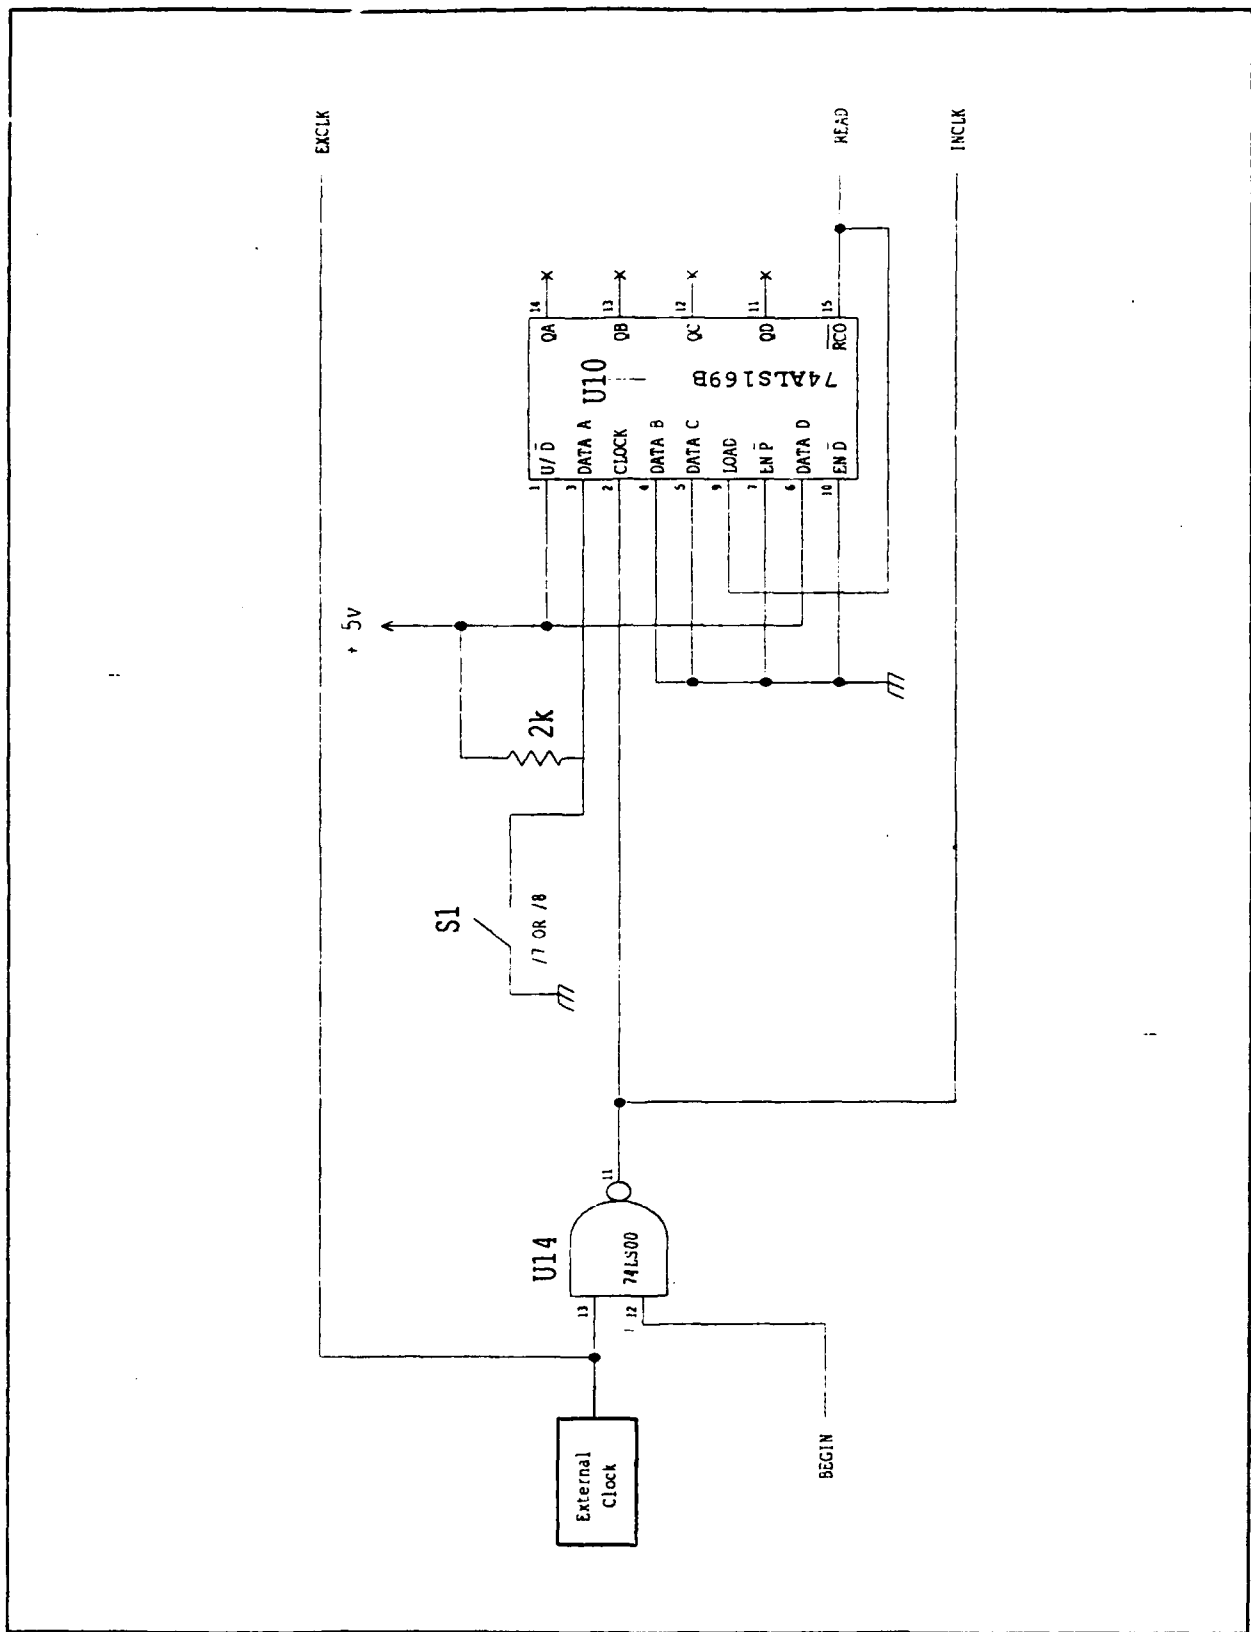 EXCLK
+ 5V
S1
/7 OR /8
2k
U10
74ALS169B
1 U/D̅
3 DATA A
2 CLOCK
4 DATA B
5 DATA C
9 LOAD
7 EN P̅
6 DATA D
10 EN D̅
14 QA
13 QB
12 QC
11 QD
15 R̅C̅O̅
READ
INCLK
External
Clock
U14
74LS00
13
12
11
BEGIN